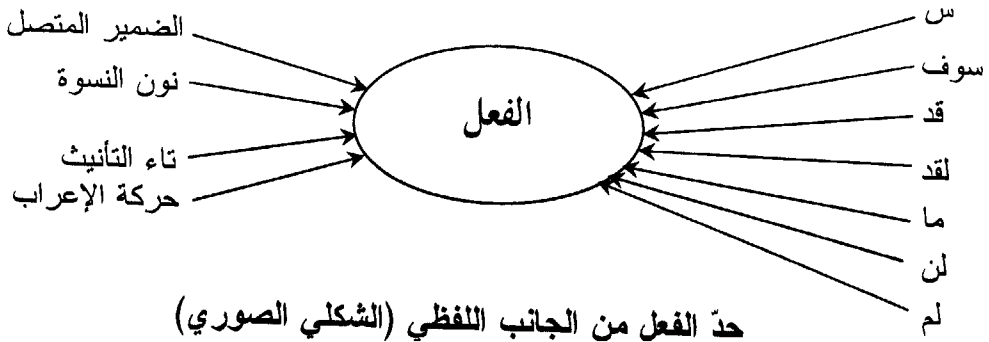 س
سوف
قد
لقد
ما
لن
لم
الفعل
الضمير المتصل
نون النسوة
تاء التأنيث
حركة الإعراب
حدّ الفعل من الجانب اللفظي (الشكلي الصوري)